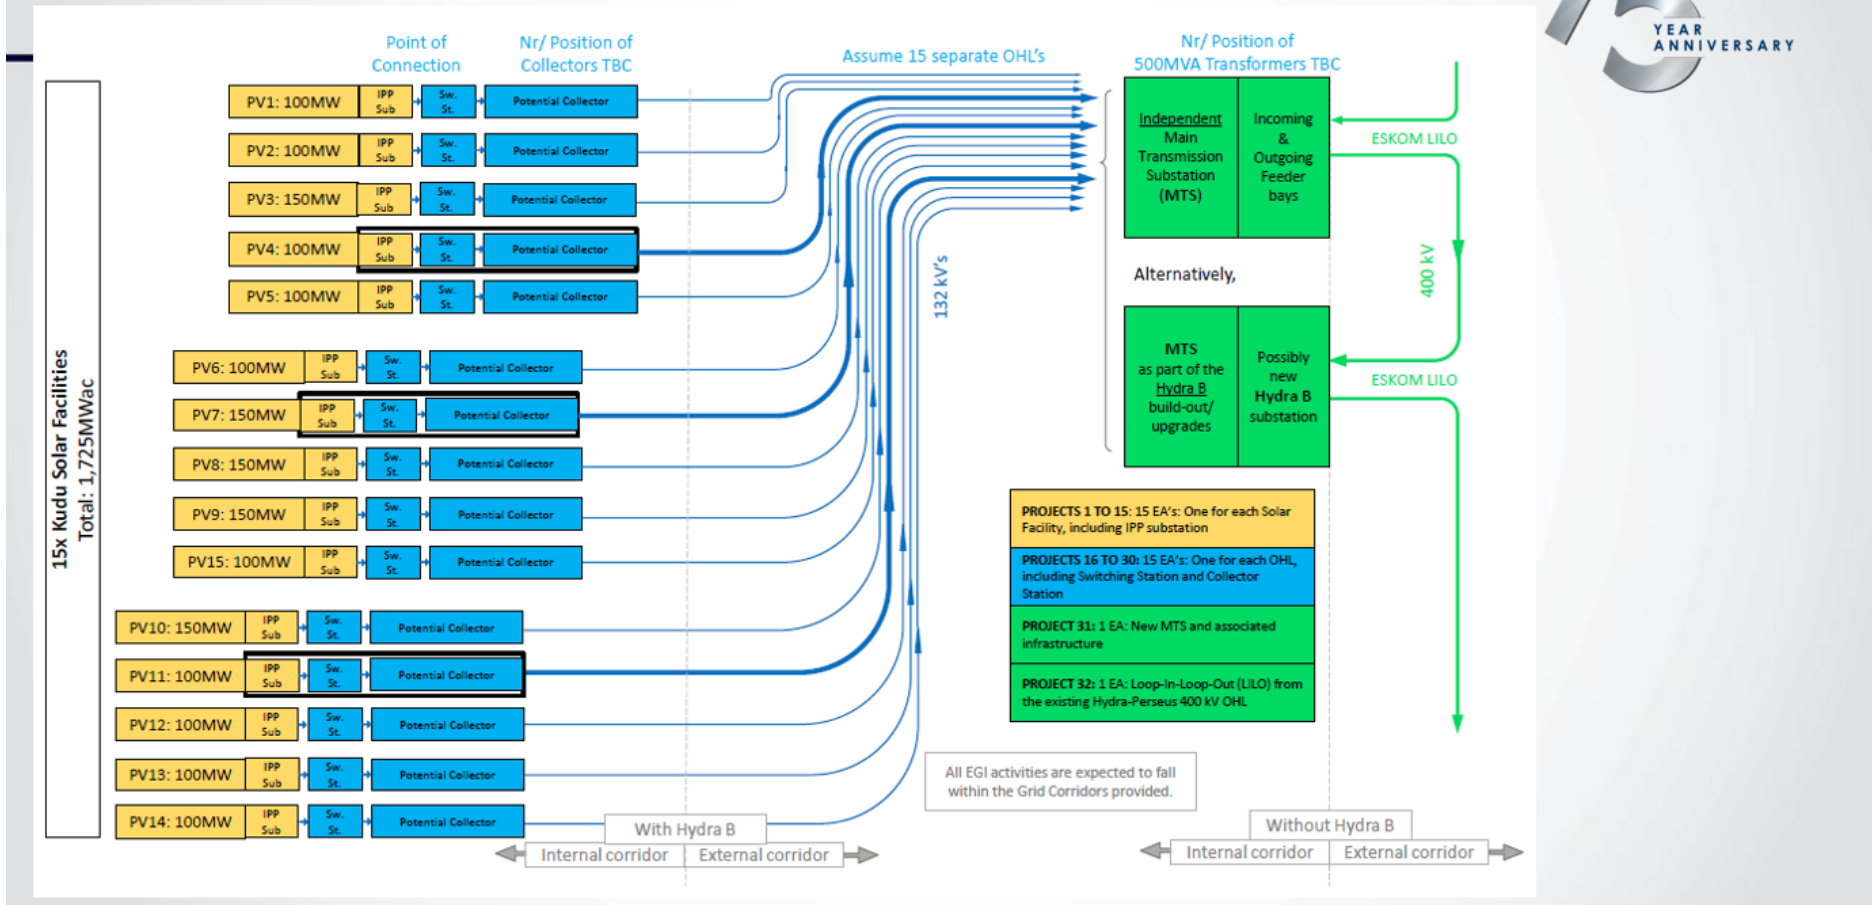 YEAR
ANNIVERSARY
Point of
Connection
Nr/ Position of
Collectors TBC
Assume 15 separate OHL's
Nr/ Position of
500MVA Transformers TBC
15x Kudu Solar Facilities
Total: 1,725MWac
PV1: 100MW
IPP
Sub
Sw.
St.
Potential Collector
PV2: 100MW
IPP
Sub
Sw.
St.
Potential Collector
PV3: 150MW
IPP
Sub
Sw.
St.
Potential Collector
PV4: 100MW
IPP
Sub
Sw.
St.
Potential Collector
PV5: 100MW
IPP
Sub
Sw.
St.
Potential Collector
PV6: 100MW
IPP
Sub
Sw.
St.
Potential Collector
PV7: 150MW
IPP
Sub
Sw.
St.
Potential Collector
PV8: 150MW
IPP
Sub
Sw.
St.
Potential Collector
PV9: 150MW
IPP
Sub
Sw.
St.
Potential Collector
PV15: 100MW
IPP
Sub
Sw.
St.
Potential Collector
PV10: 150MW
IPP
Sub
Sw.
St.
Potential Collector
PV11: 100MW
IPP
Sub
Sw.
St.
Potential Collector
PV12: 100MW
IPP
Sub
Sw.
St.
Potential Collector
PV13: 100MW
IPP
Sub
Sw.
St.
Potential Collector
PV14: 100MW
IPP
Sub
Sw.
St.
Potential Collector
132 kV's
Independent
Main
Transmission
Substation
(MTS)
Incoming
&
Outgoing
Feeder
bays
ESKOM LILO
400 kV
Alternatively,
MTS
as part of the
Hydra B
build-out/
upgrades
Possibly
new
Hydra B
substation
ESKOM LILO
PROJECTS 1 TO 15: 15 EA's: One for each Solar
Facility, including IPP substation
PROJECTS 16 TO 30: 15 EA's: One for each OHL,
including Switching Station and Collector
Station
PROJECT 31: 1 EA: New MTS and associated
infrastructure
PROJECT 32: 1 EA: Loop-In-Loop-Out (LILO) from
the existing Hydra-Perseus 400 kV OHL
All EGI activities are expected to fall
within the Grid Corridors provided.
With Hydra B
Internal corridor
External corridor
Without Hydra B
Internal corridor
External corridor